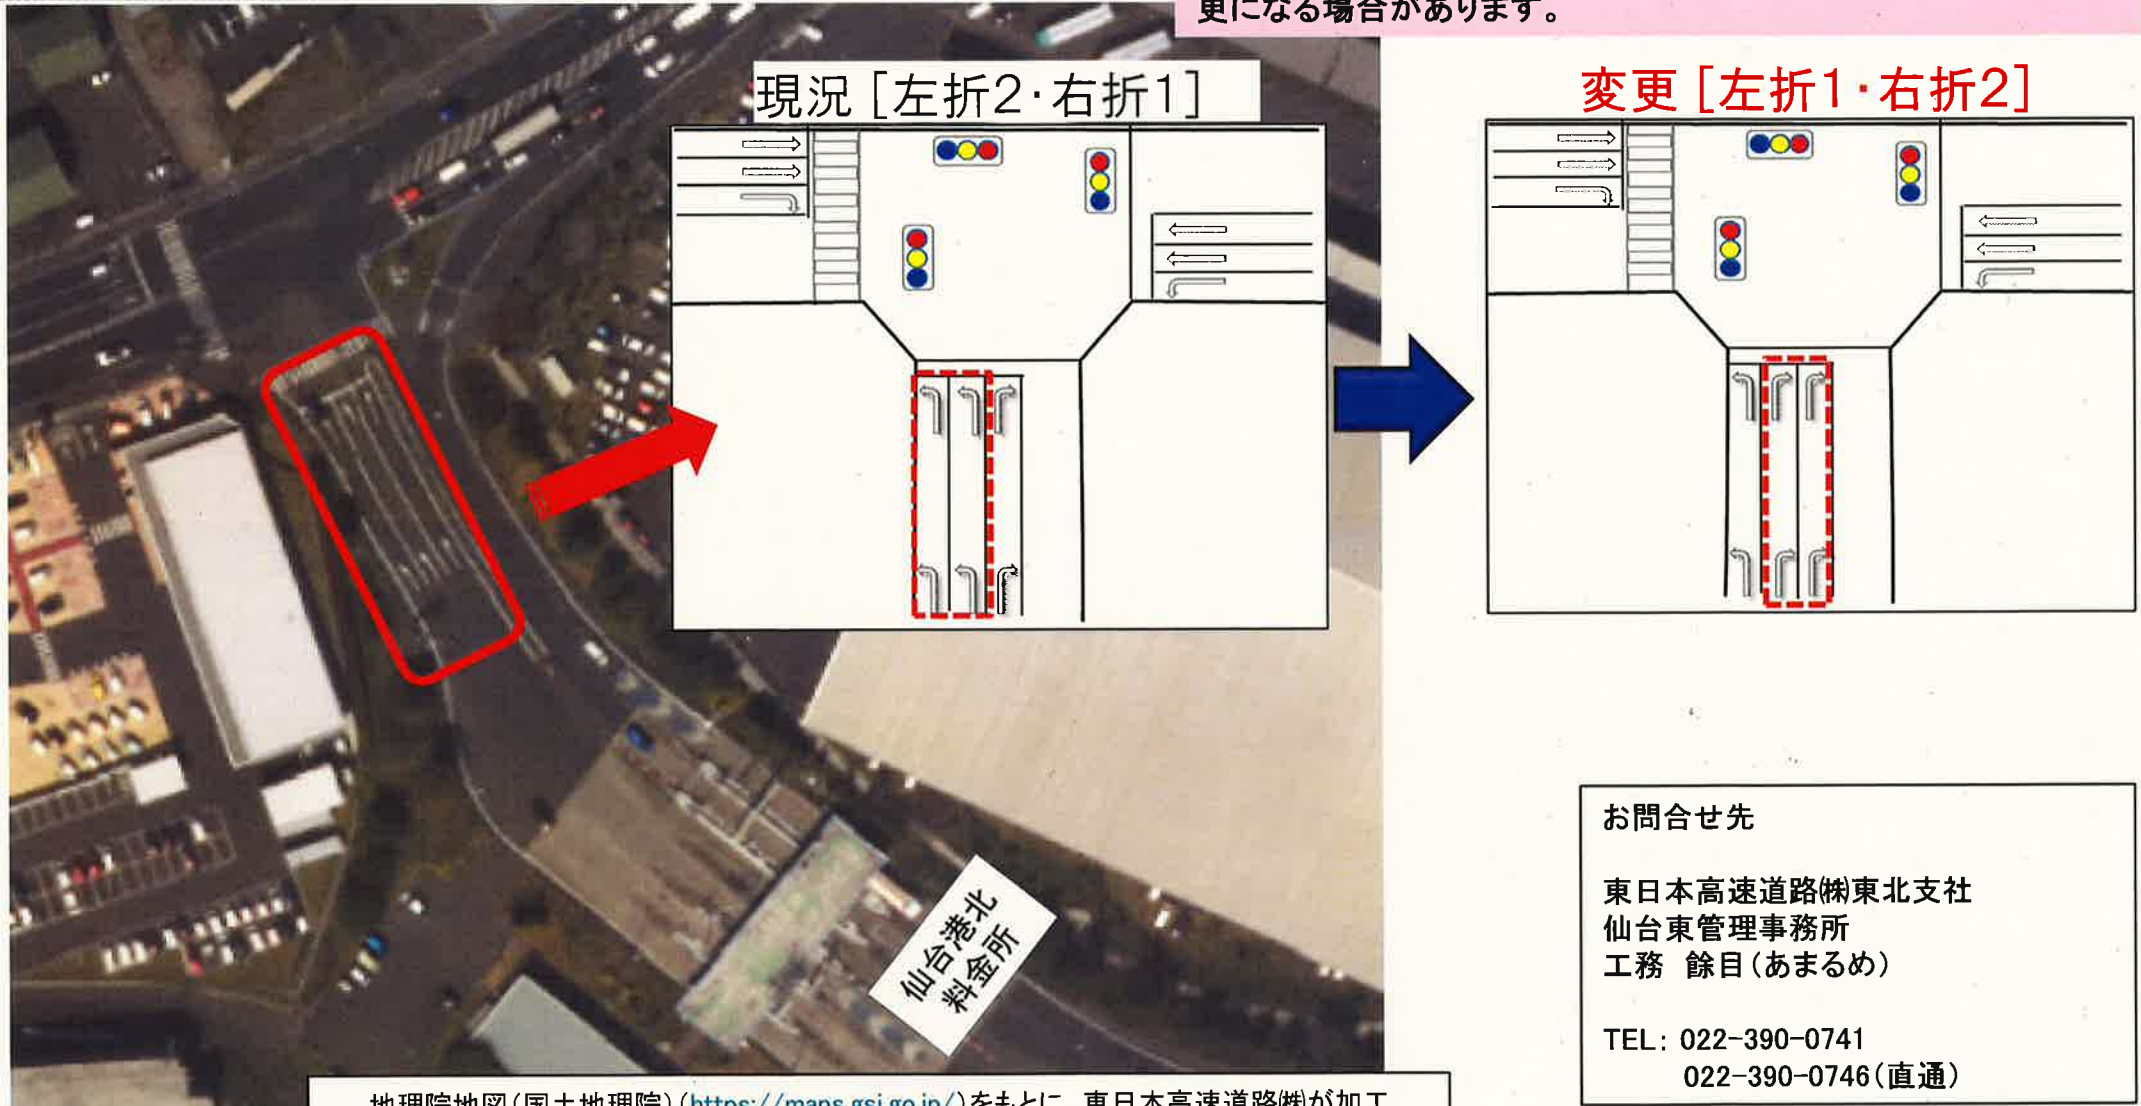 更になる場合があります。
現況［左折2・右折1］
変更［左折1・右折2］
仙台港北
料金所
お問合せ先
東日本高速道路㈱東北支社
仙台東管理事務所
工務 餘目(あまるめ)
TEL: 022-390-0741
022-390-0746(直通)
地理院地図(国土地理院)(https://maps.gsi.go.jp/)をもとに、東日本高速道路㈱が加工